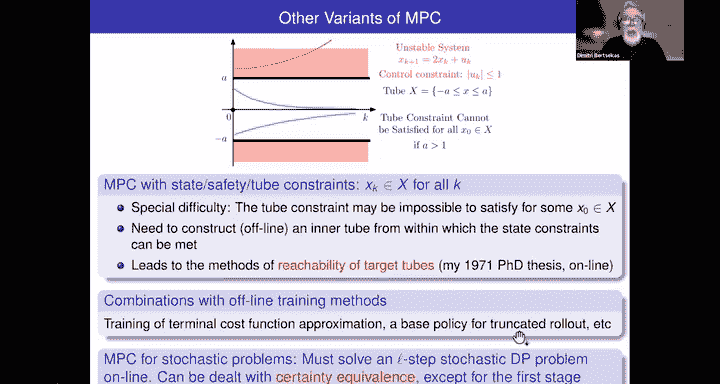 Other Variants of MPC
Dimitri Bertsekas
Unstable System
x_{k+1} = 2x_k + u_k
Control constraint: |u_k| ≤ 1
Tube X = {−a ≤ x ≤ a}
Tube Constraint Cannot
be Satisfied for all x_0 ∈ X
if a > 1
a
0
k
−a
MPC with state/safety/tube constraints: x_k ∈ X for all k
Special difficulty: The tube constraint may be impossible to satisfy for some x_0 ∈ X
Need to construct (off-line) an inner tube from within which the state constraints
can be met
Leads to the methods of reachability of target tubes (my 1971 PhD thesis, on-line)
Combinations with off-line training methods
Training of terminal cost function approximation, a base policy for truncated rollout, etc
MPC for stochastic problems: Must solve an ℓ-step stochastic DP problem
on-line. Can be dealt with certainty equivalence, except for the first stage